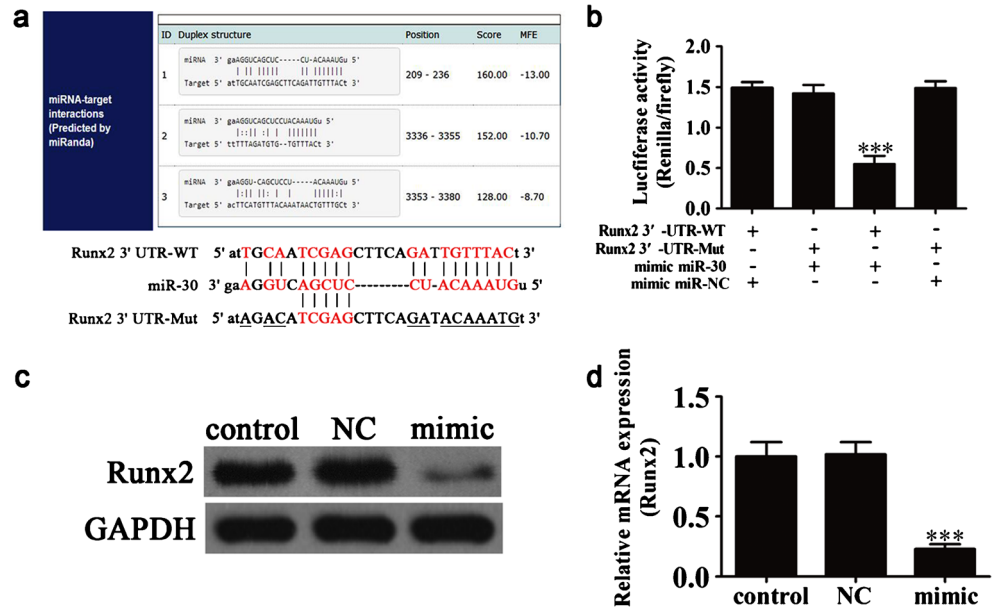 a
miRNA-target
interactions
(Predicted by
miRanda)
ID Duplex structure Position Score MFE
miRNA 3' gaAGGUCAGCUC-----CU-ACAAAUGu 5'
| || ||||| || |||||||
1 209 - 236 160.00 -13.00
Target 5' atTGCAATCGAGCTTCAGATTGTTTACt 3'
miRNA 3' gaAGGUCAGCUCCUACAAAUGu 5'
|::|| :| | |||||||
2 3336 - 3355 152.00 -10.70
Target 5' ttTTTAGATGTG--TGTTTACt 3'
miRNA 3' gaAGGU-CAGCUCCU-----ACAAAUGu 5'
|:|| ||: | | |||||:|
3 3353 - 3380 128.00 -8.70
Target 5' acTTCATGTTTACAAATAACTGTTTGCt 3'
Runx2 3' UTR-WT 5' atTGCAATCGAGCTTCAGATTGTTTACt 3'
miR-30 3' gaAGGUCAGCUC---------CU-ACAAAUGu 5'
Runx2 3' UTR-Mut 5' atAGACATCGAGCTTCAGATACAAATGt 3'
b
Lucfiferase activity
(Renilla/firefly)
2.0
1.5
1.0
0.5
0.0
***
Runx2 3′ -UTR-WT + - + -
Runx2 3′ -UTR-Mut - + - +
mimic miR-30 - + + -
mimic miR-NC + - - +
c
control NC mimic
Runx2
GAPDH
d
Relative mRNA expression
(Runx2)
1.5
1.0
0.5
0.0
***
control NC mimic